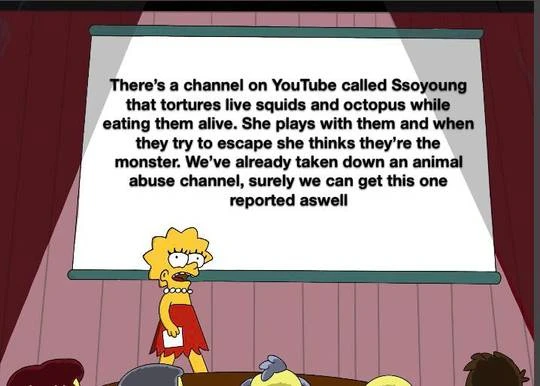 There's a channel on YouTube called Ssoyoung
that tortures live squids and octopus while
eating them alive. She plays with them and when
they try to escape she thinks they're the
monster. We've already taken down an animal
abuse channel, surely we can get this one
reported aswell